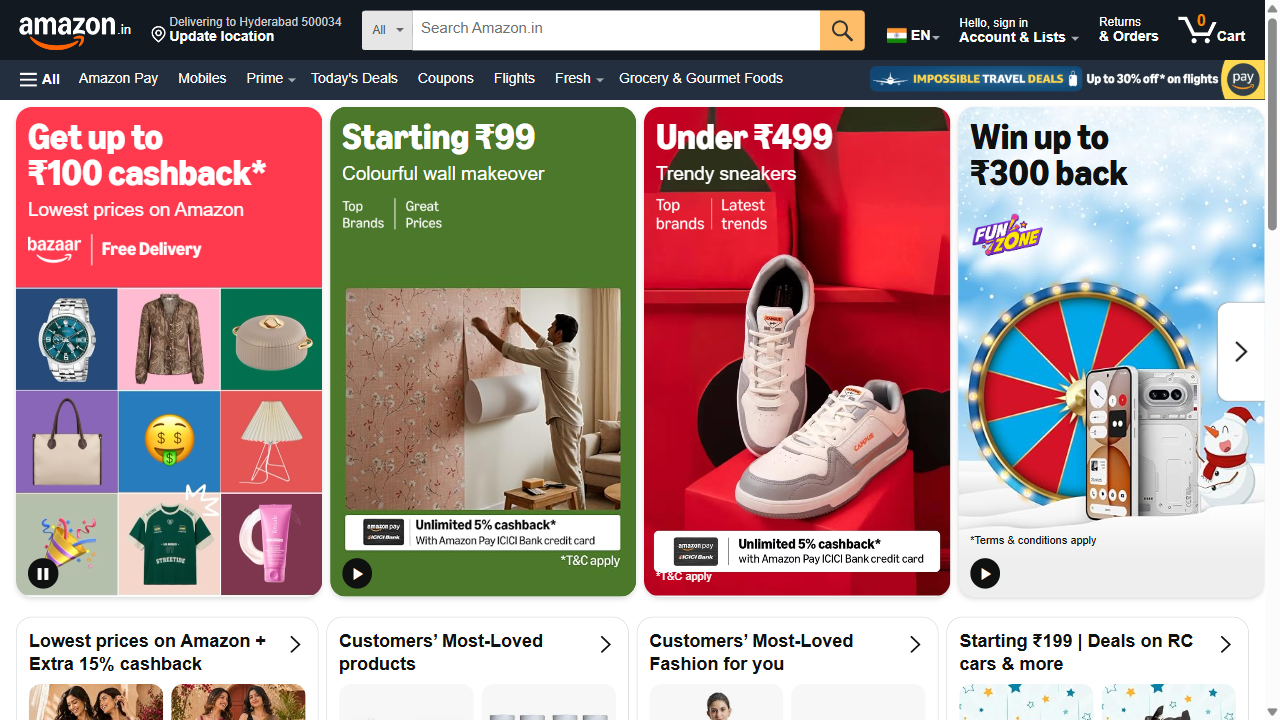 amazon.in
Delivering to Hyderabad 500034
Update location
All
Search Amazon.in
EN
Hello, sign in
Account & Lists
Returns
& Orders
0
Cart
All
Amazon Pay
Mobiles
Prime
Today's Deals
Coupons
Flights
Fresh
Grocery & Gourmet Foods
IMPOSSIBLE TRAVEL DEALS
Up to 30% off* on flights
pay
Get up to
₹100 cashback*
Lowest prices on Amazon
bazaar
Free Delivery
Starting ₹99
Colourful wall makeover
Top
Brands
Great
Prices
amazon pay
ICICI Bank
Unlimited 5% cashback*
With Amazon Pay ICICI Bank credit card
*T&C apply
Under ₹499
Trendy sneakers
Top
brands
Latest
trends
CAMPUS
CAMPUS
amazon pay
ICICI Bank
Unlimited 5% cashback*
with Amazon Pay ICICI Bank credit card
*T&C apply
Win up to
₹300 back
FUN
ZONE
*Terms & conditions apply
Lowest prices on Amazon +
Extra 15% cashback
Customers’ Most-Loved
products
Customers’ Most-Loved
Fashion for you
Starting ₹199 | Deals on RC
cars & more